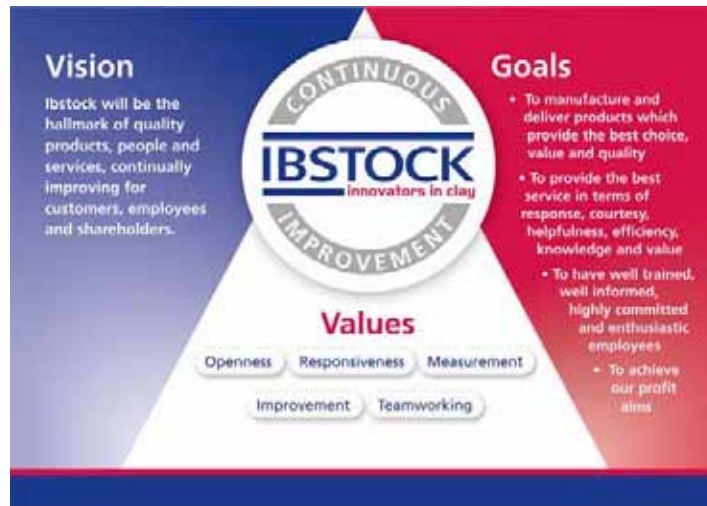 Vision
Ibstock will be the
hallmark of quality
products, people and
services, continually
improving for
customers, employees
and shareholders.
CONTINUOUS
IBSTOCK
innovators in clay
IMPROVEMENT
Goals
• To manufacture and
deliver products which
provide the best choice,
value and quality
• To provide the best
service in terms of
response, courtesy,
helpfulness, efficiency,
knowledge and value
• To have well trained,
well informed,
highly committed
and enthusiastic
employees
• To achieve
our profit
aims
Values
Openness Responsiveness Measurement
Improvement Teamworking